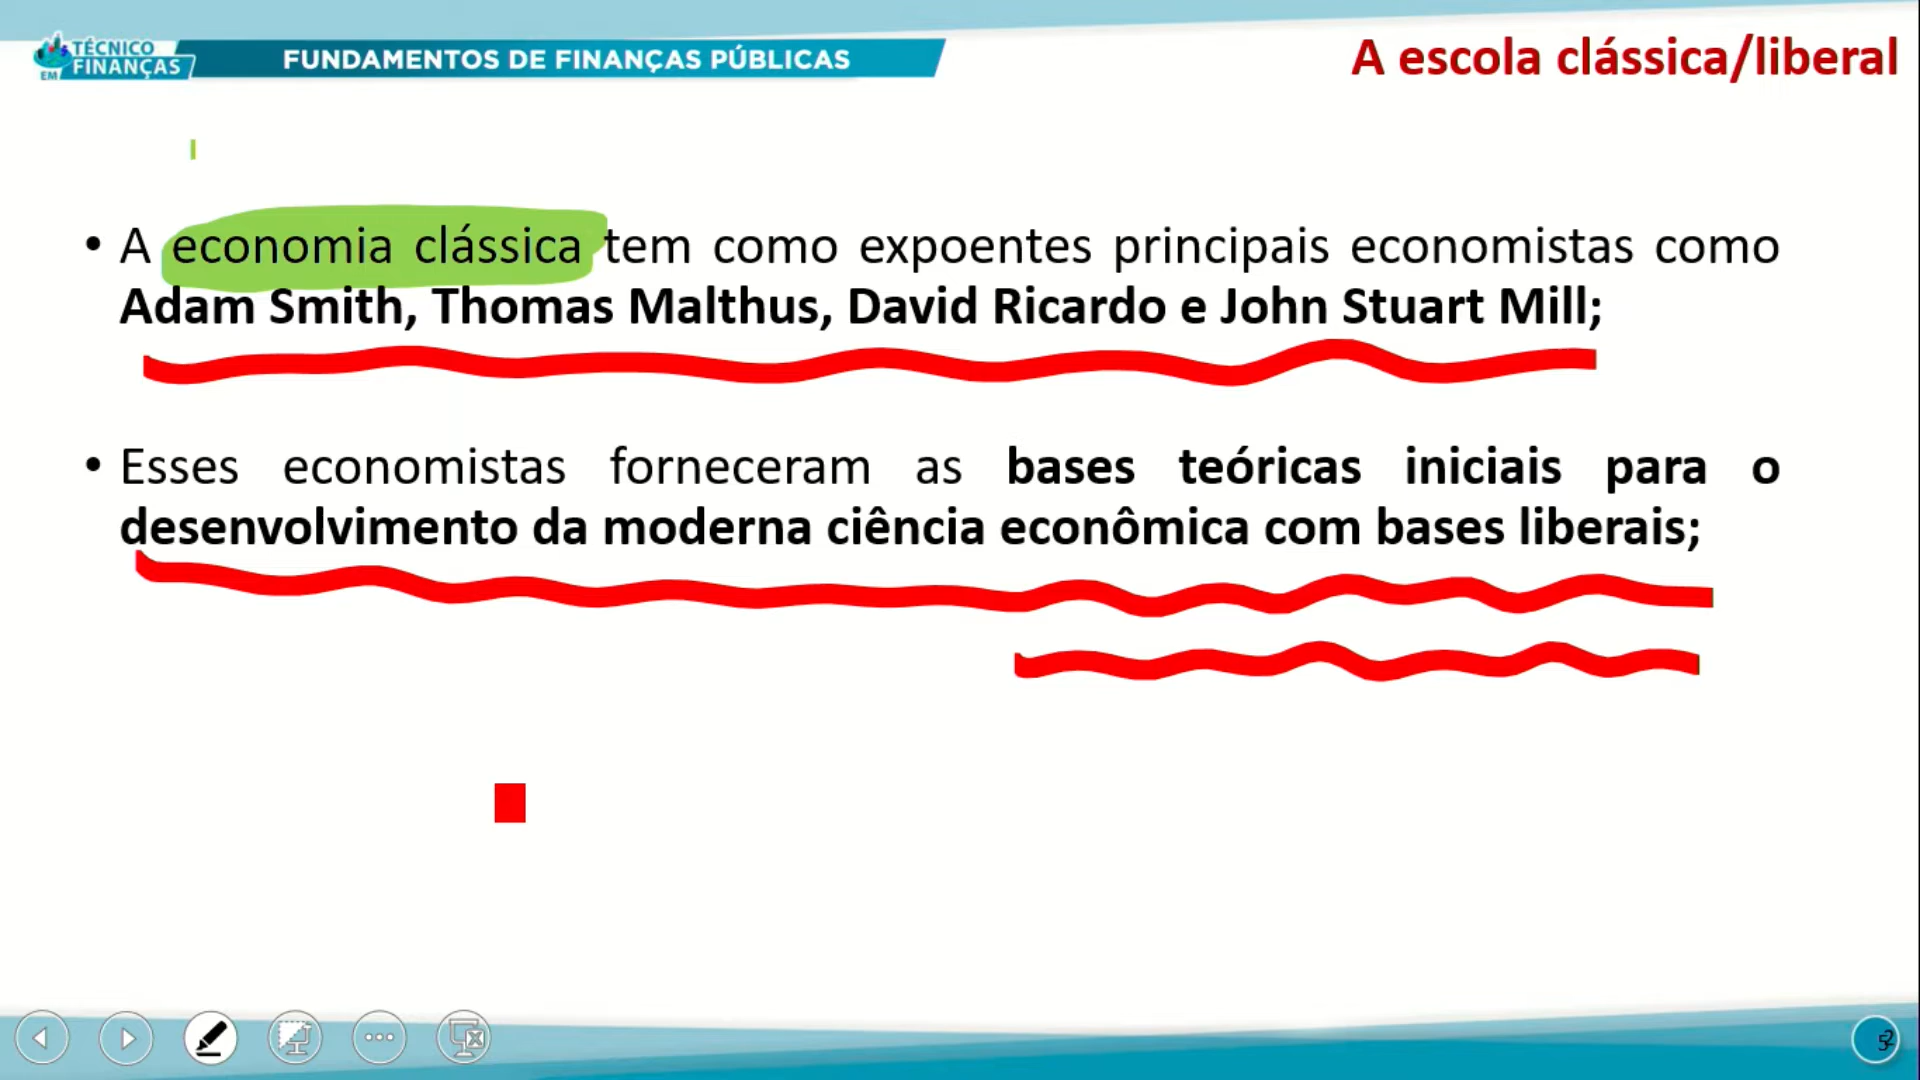 TÉCNICO
EM FINANÇAS
FUNDAMENTOS DE FINANÇAS PÚBLICAS
A escola clássica/liberal
• A economia clássica tem como expoentes principais economistas como
Adam Smith, Thomas Malthus, David Ricardo e John Stuart Mill;
• Esses economistas forneceram as bases teóricas iniciais para o
desenvolvimento da moderna ciência econômica com bases liberais;